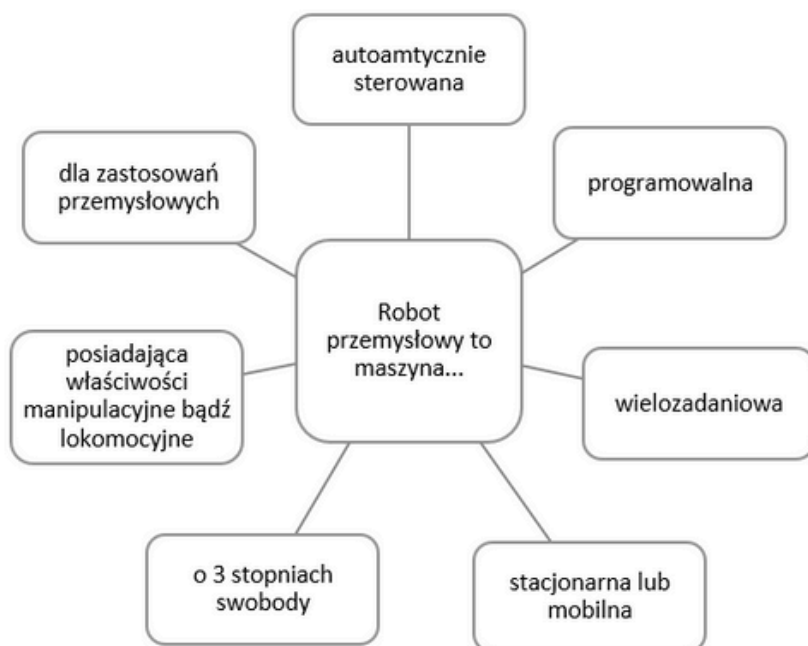 autoamtycznie
sterowana
dla zastosowań
przemysłowych
programowalna
Robot
przemysłowy to
maszyna...
posiadająca
właściwości
manipulacyjne bądź
lokomocyjne
wielozadaniowa
o 3 stopniach
swobody
stacjonarna lub
mobilna